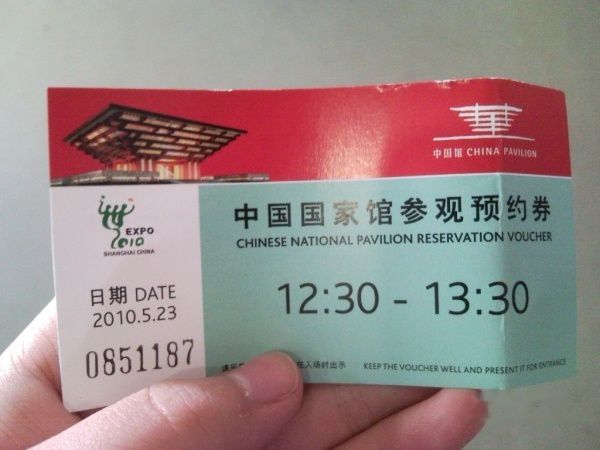 中国馆 CHINA PAVILION
EXPO
2010
SHANGHAI CHINA
中国国家馆参观预约券
CHINESE NATIONAL PAVILION RESERVATION VOUCHER
日期 DATE
2010.5.23
12:30 - 13:30
0851187
在入场时出示
KEEP THE VOUCHER WELL AND PRESENT IT FOR ENTRANCE